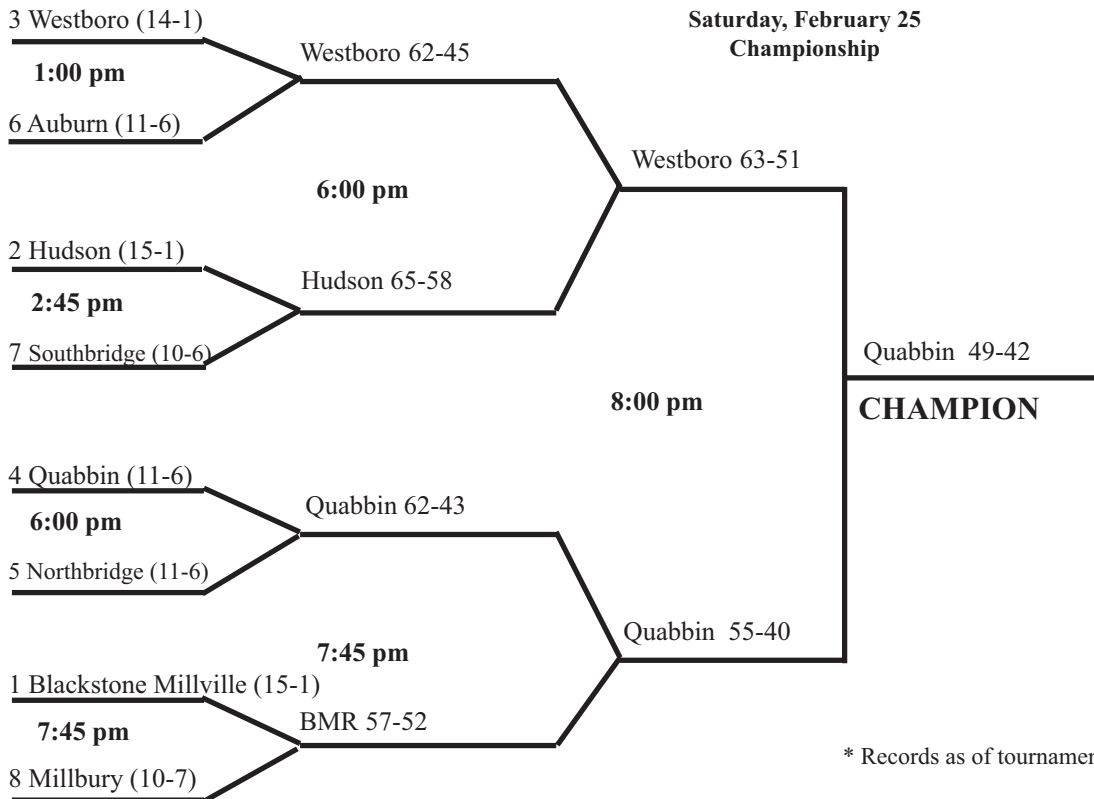 3 Westboro (14-1)
1:00 pm
6 Auburn (11-6)
Westboro 62-45
Saturday, February 25
Championship
6:00 pm
Westboro 63-51
2 Hudson (15-1)
2:45 pm
7 Southbridge (10-6)
Hudson 65-58
8:00 pm
Quabbin 49-42
CHAMPION
4 Quabbin (11-6)
6:00 pm
5 Northbridge (11-6)
Quabbin 62-43
7:45 pm
Quabbin 55-40
1 Blackstone Millville (15-1)
7:45 pm
8 Millbury (10-7)
BMR 57-52
* Records as of